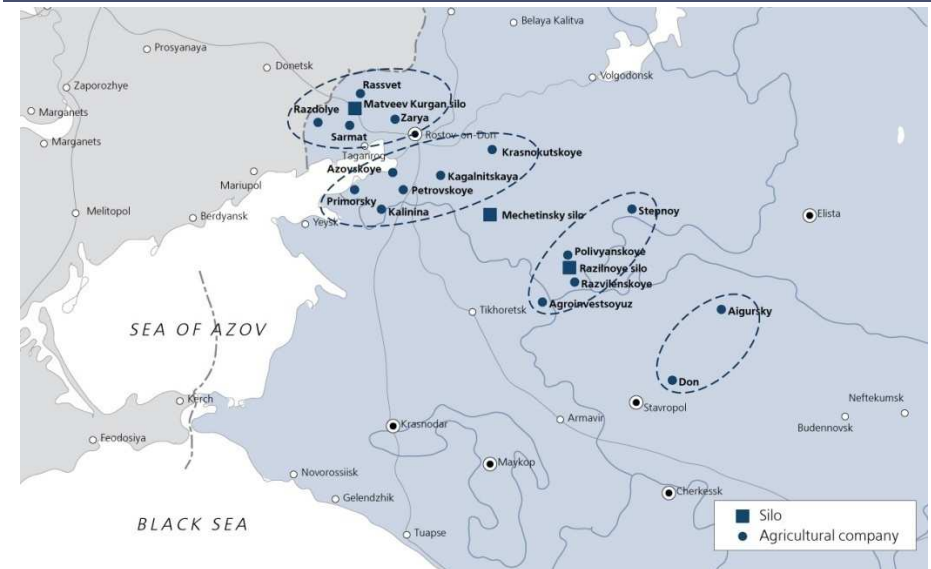 Belaya Kalitva
Prosyanaya
Donetsk
Volgodonsk
Zaporozhye
Rassvet
Marganets
Razdolye
Matveev Kurgan silo
Zarya
Sarmat
Rostov-on-Don
Marganets
Taganrog
Krasnokutskoye
Azovskoye
Kagalnitskaya
Mariupol
Primorsky
Petrovskoye
Melitopol
Berdyansk
Kalinina
Yeysk
Mechetinsky silo
Stepnoy
Elista
Polivyanskoye
Razilnoye silo
Razvilenskoye
Agroinvestsoyuz
Tikhoretsk
Aigursky
SEA OF AZOV
Don
Kerch
Stavropol
Neftekumsk
Armavir
Budennovsk
Krasnodar
Feodosiya
Maykop
Novorossiisk
Cherkessk
Gelendzhik
BLACK SEA
Tuapse
Silo
Agricultural company